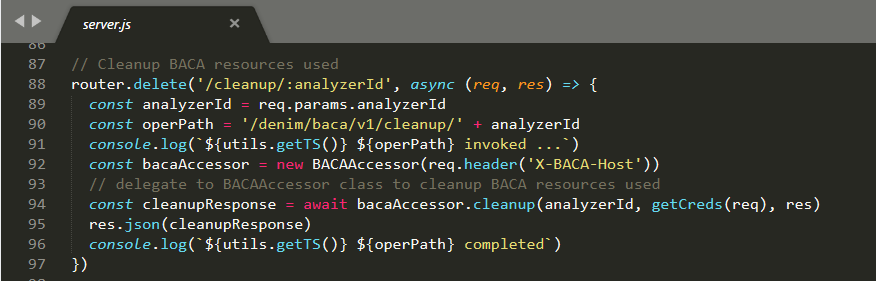 server.js
86
87 // Cleanup BACA resources used
88 router.delete('/cleanup/:analyzerId', async (req, res) => {
89 const analyzerId = req.params.analyzerId
90 const operPath = '/denim/baca/v1/cleanup/' + analyzerId
91 console.log(`${utils.getTS()} ${operPath} invoked ...`)
92 const bacaAccessor = new BACAAccessor(req.header('X-BACA-Host'))
93 // delegate to BACAAccessor class to cleanup BACA resources used
94 const cleanupResponse = await bacaAccessor.cleanup(analyzerId, getCreds(req), res)
95 res.json(cleanupResponse)
96 console.log(`${utils.getTS()} ${operPath} completed`)
97 })